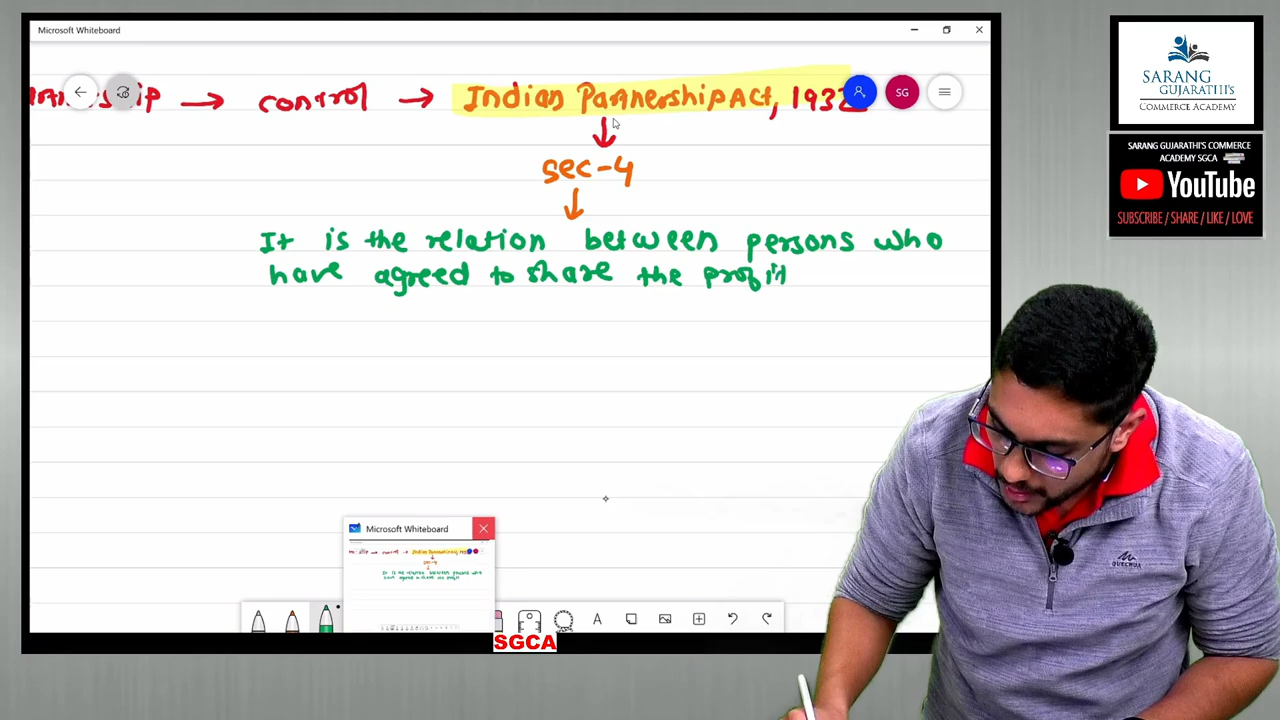 Microsoft Whiteboard
→ control → Indian Partnership Act, 1932
sec-4
It is the relation between persons who
have agreed to share the profit
SG
SARANG
GUJARATHI'S
COMMERCE ACADEMY
SARANG GUJARATHI'S COMMERCE
ACADEMY SGCA
YouTube
SUBSCRIBE / SHARE / LIKE / LOVE
Microsoft Whiteboard
A
SGCA